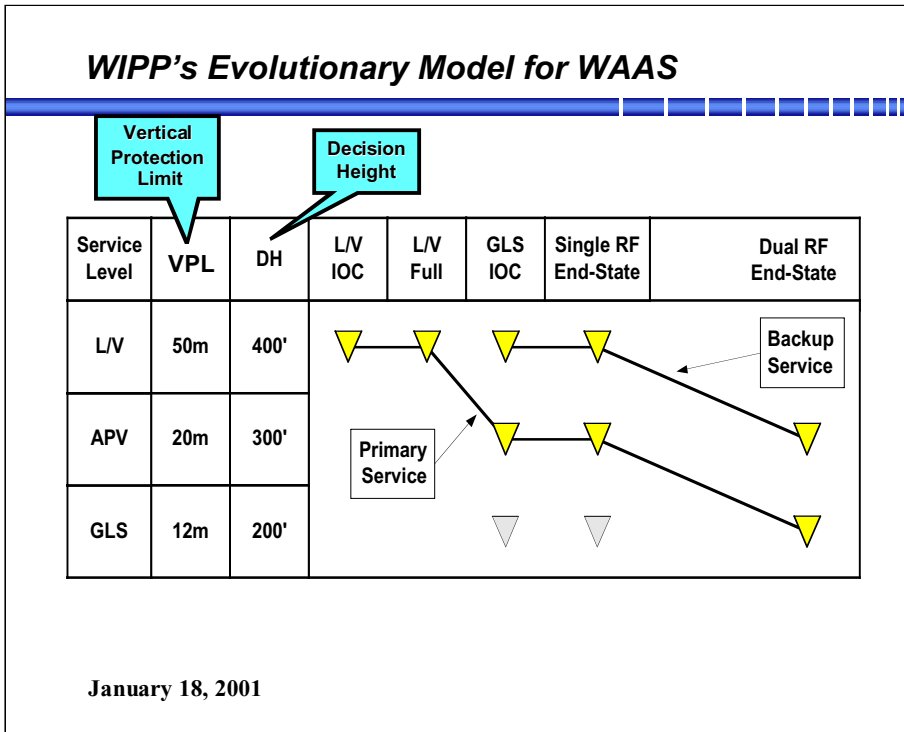 WIPP's Evolutionary Model for WAAS
Vertical
Protection
Limit
Decision
Height
Service
Level
VPL
DH
L/V
IOC
L/V
Full
GLS
IOC
Single RF
End-State
Dual RF
End-State
L/V
50m
400'
Backup
Service
APV
20m
300'
Primary
Service
GLS
12m
200'
January 18, 2001